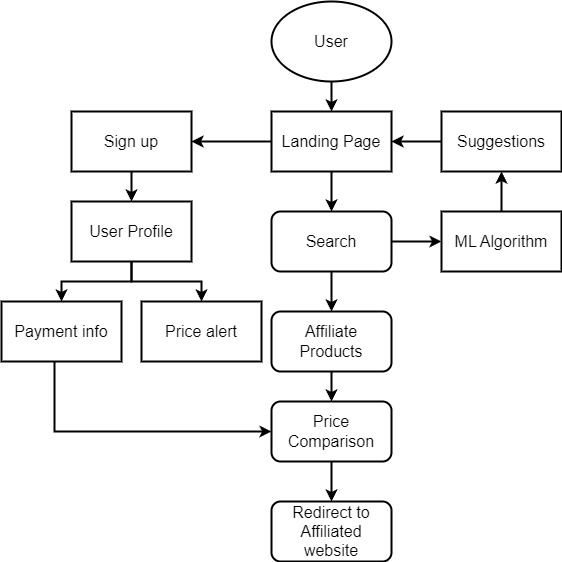 User
Sign up
Landing Page
Suggestions
User Profile
Search
ML Algorithm
Payment info
Price alert
Affiliate
Products
Price
Comparison
Redirect to
Affiliated
website